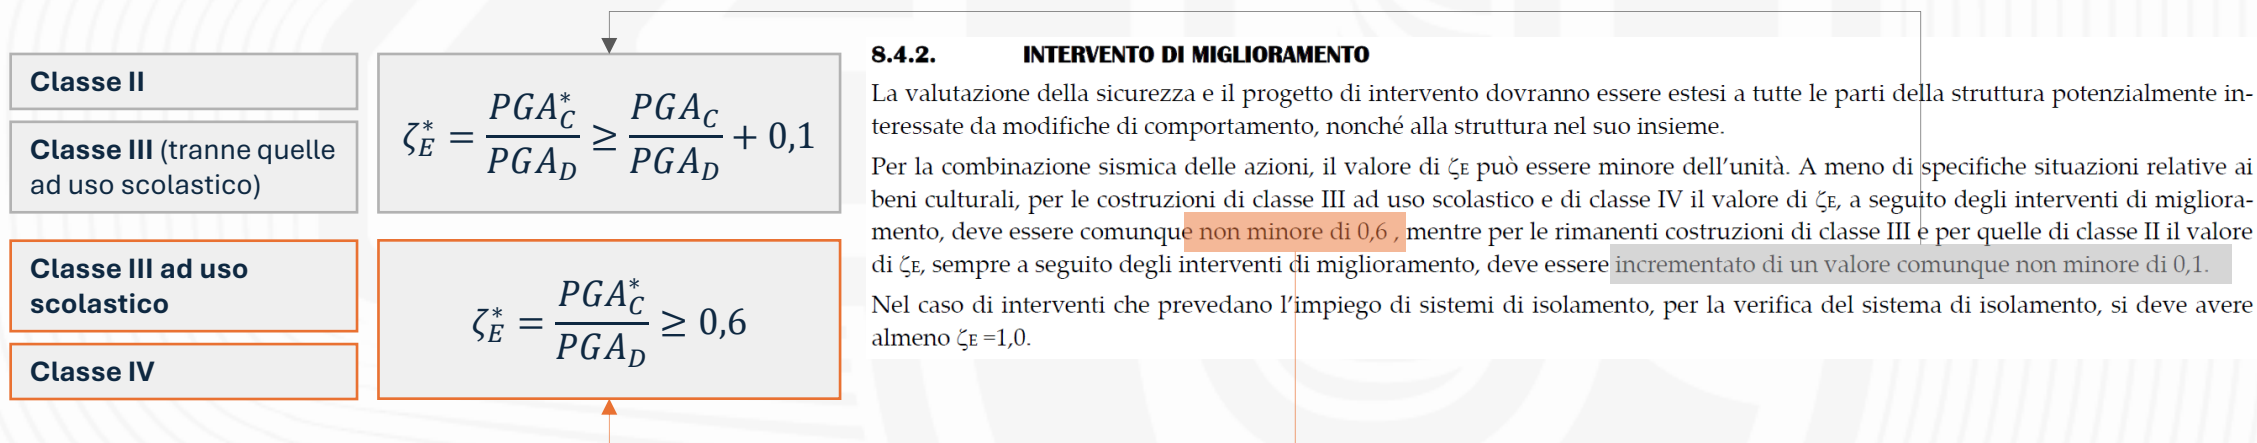 Classe II
Classe III (tranne quelle
ad uso scolastico)
Classe III ad uso
scolastico
Classe IV
ζ*E = PGA*C / PGAD ≥ PGAC / PGAD + 0,1
ζ*E = PGA*C / PGAD ≥ 0,6
8.4.2. INTERVENTO DI MIGLIORAMENTO
La valutazione della sicurezza e il progetto di intervento dovranno essere estesi a tutte le parti della struttura potenzialmente in-
teressate da modifiche di comportamento, nonché alla struttura nel suo insieme.
Per la combinazione sismica delle azioni, il valore di ζE può essere minore dell'unità. A meno di specifiche situazioni relative ai
beni culturali, per le costruzioni di classe III ad uso scolastico e di classe IV il valore di ζE, a seguito degli interventi di migliora-
mento, deve essere comunque non minore di 0,6 , mentre per le rimanenti costruzioni di classe III e per quelle di classe II il valore
di ζE, sempre a seguito degli interventi di miglioramento, deve essere incrementato di un valore comunque non minore di 0,1.
Nel caso di interventi che prevedano l'impiego di sistemi di isolamento, per la verifica del sistema di isolamento, si deve avere
almeno ζE =1,0.